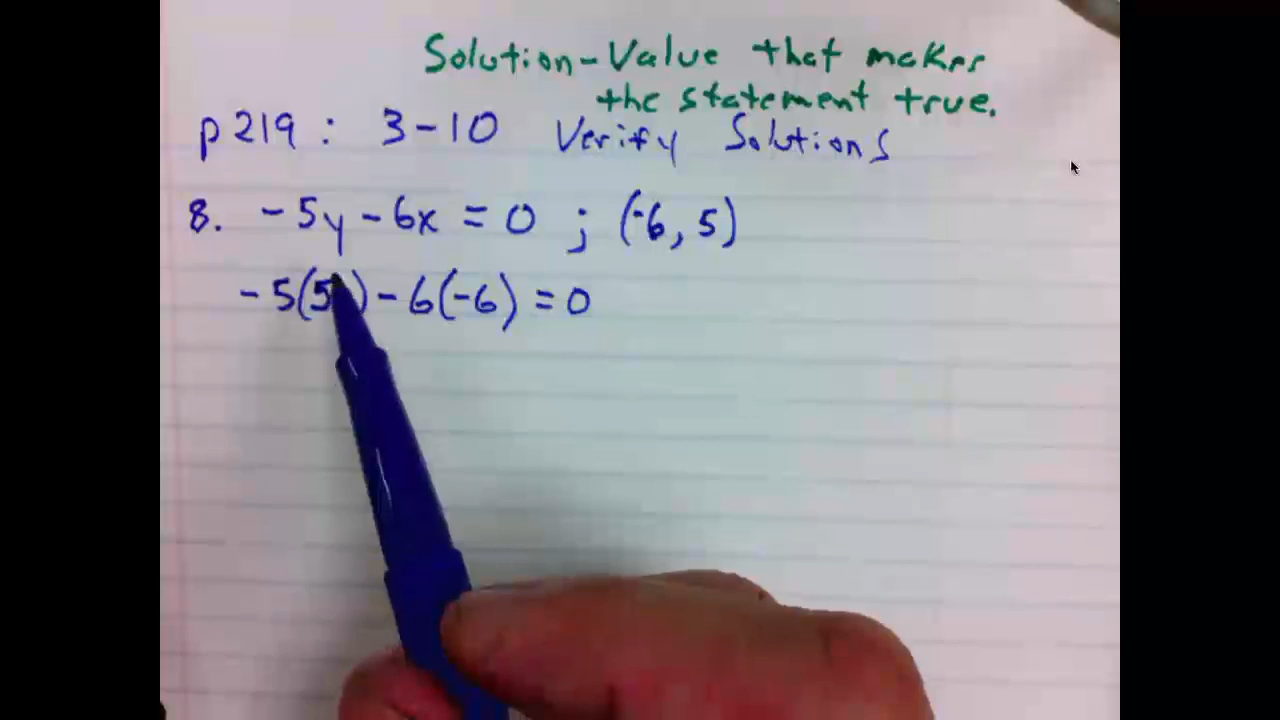 Solution-Value that makes
the statement true.
p 219 : 3-10 Verify Solutions
8. -5y - 6x = 0 ; (-6, 5)
-5(5) - 6(-6) = 0